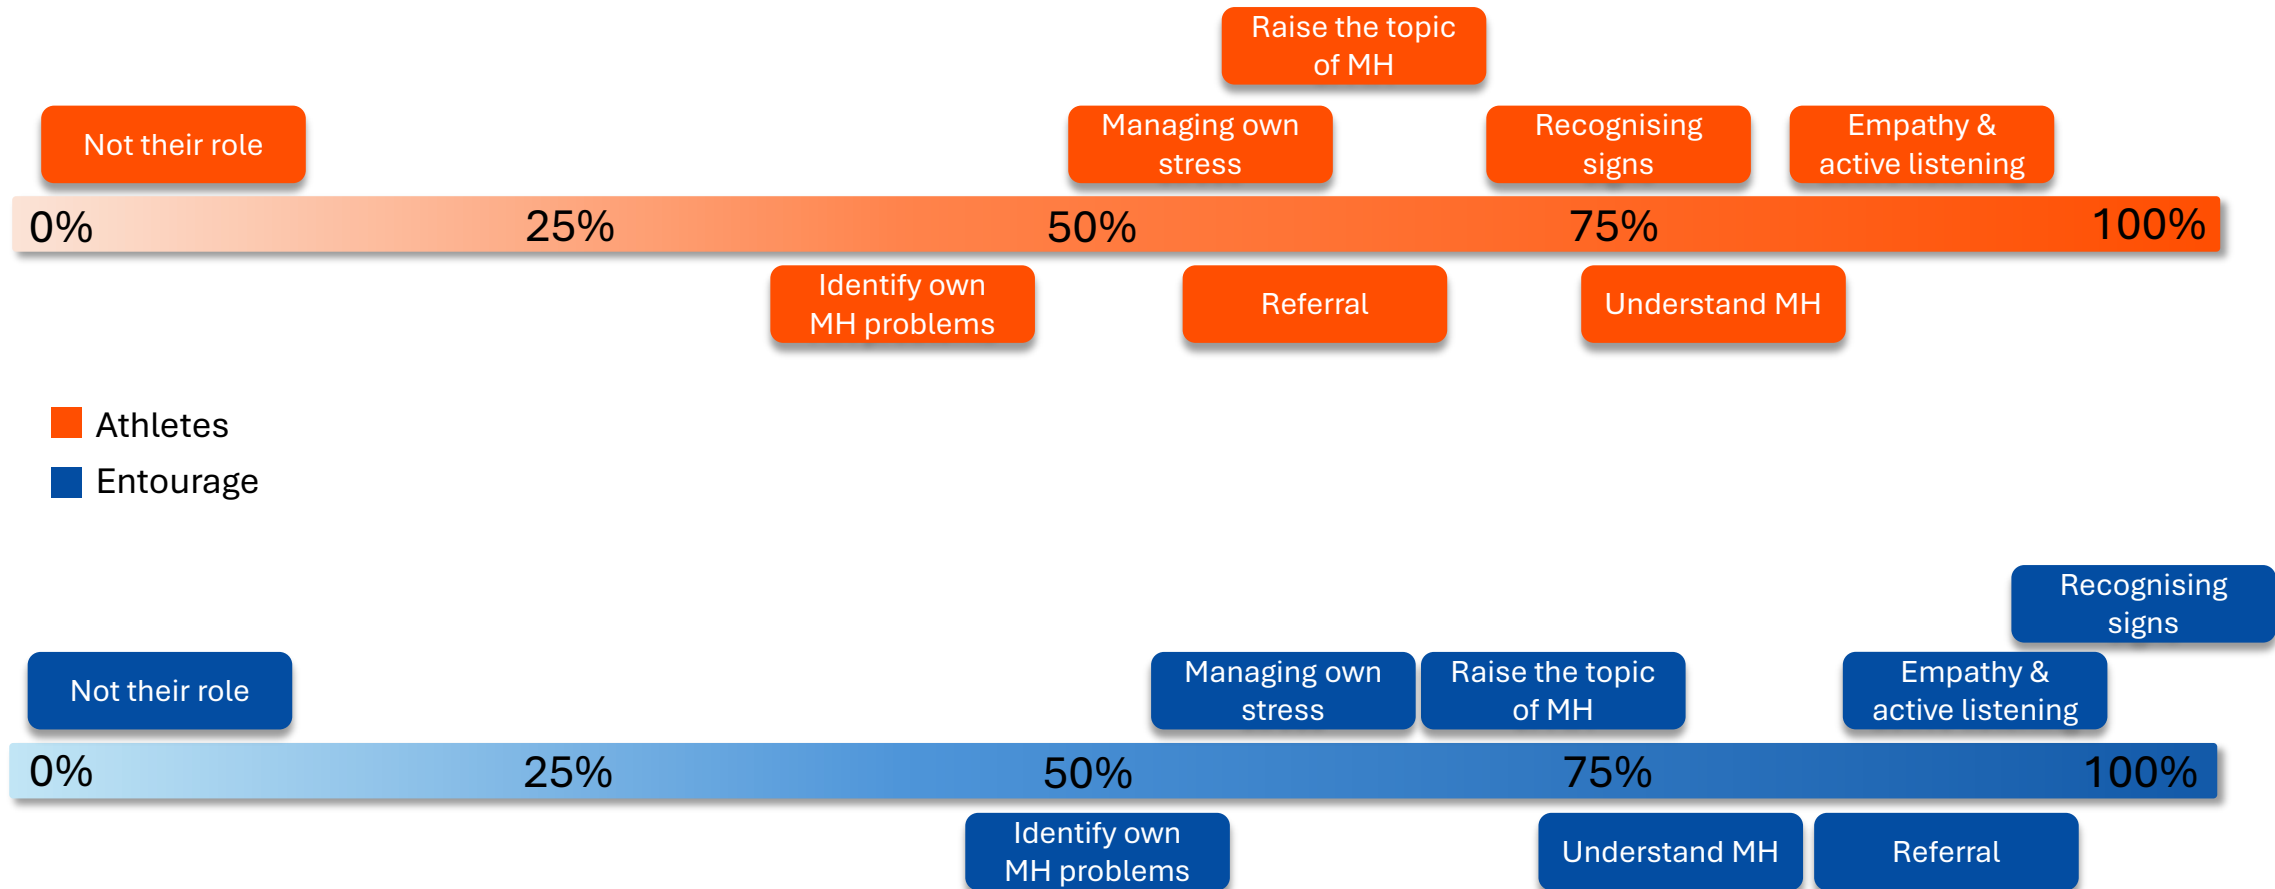 Raise the topic
of MH
Not their role
Managing own
stress
Recognising
signs
Empathy &
active listening
0%
25%
50%
75%
100%
Identify own
MH problems
Referral
Understand MH
Athletes
Entourage
Recognising
signs
Not their role
Managing own
stress
Raise the topic
of MH
Empathy &
active listening
0%
25%
50%
75%
100%
Identify own
MH problems
Understand MH
Referral